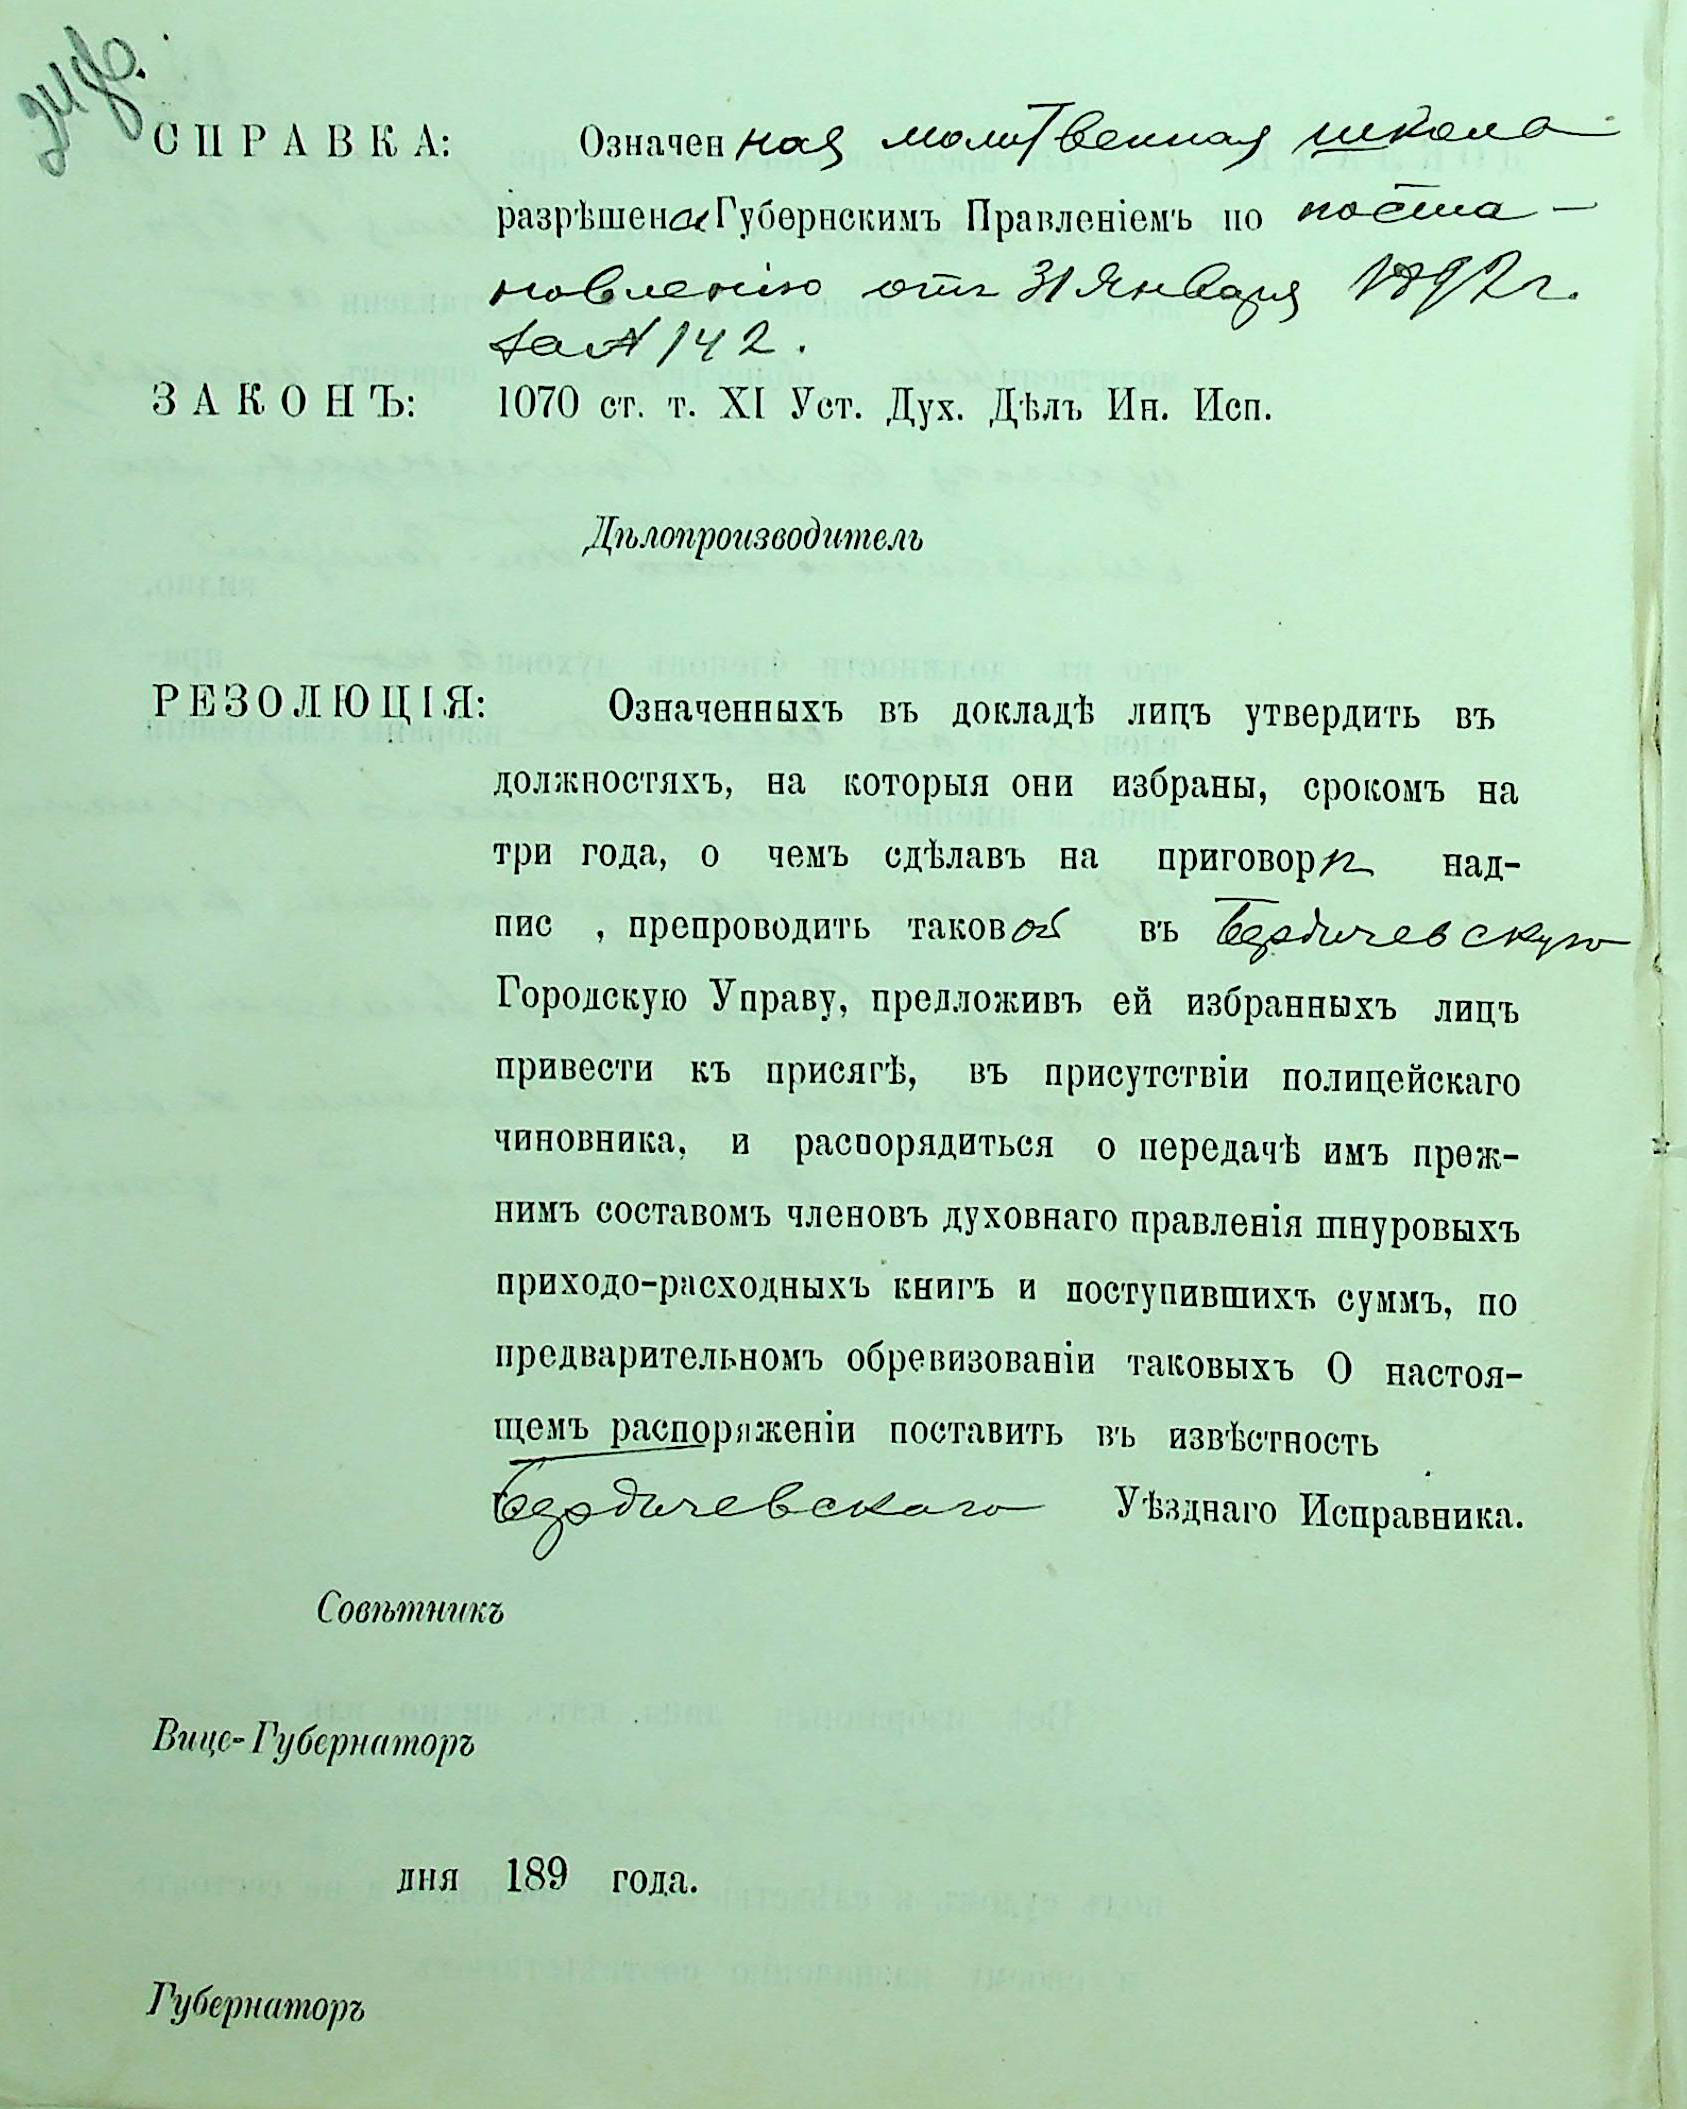 СПРАВКА: Означенная молитвенная школа
разрѣшена Губернскимъ Правленіемъ по поста-
новленію отъ 31 Января 1892 г.
за № 142.
ЗАКОНЪ: 1070 ст. т. XI Уст. Дух. Дѣлъ Ин. Исп.
Дѣлопроизводитель
РЕЗОЛЮЦІЯ: Означенныхъ въ докладѣ лицъ утвердить въ
должностяхъ, на которыя они избраны, срокомъ на
три года, о чемъ сдѣлавъ на приговорѣ над-
пис , препроводить таковой въ Бердичевскую
Городскую Управу, предложивъ ей избранныхъ лицъ
привести къ присягѣ, въ присутствіи полицейскаго
чиновника, и распорядиться о передачѣ имъ преж-
нимъ составомъ членовъ духовнаго правленія шнуровыхъ
приходо-расходныхъ книгъ и поступившихъ суммъ, по
предварительномъ обревизованіи таковыхъ О настоя-
щемъ распоряженіи поставить въ извѣстность
Бердичевскаго Уѣзднаго Исправника.
Совѣтникъ
Вице-Губернаторъ
дня 189 года.
Губернаторъ